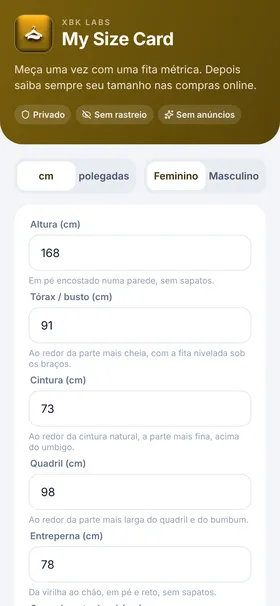 XBK LABS
My Size Card
Meça uma vez com uma fita métrica. Depois
saiba sempre seu tamanho nas compras online.
Privado
Sem rastreio
Sem anúncios
cm
polegadas
Feminino
Masculino
Altura (cm)
168
Em pé encostado numa parede, sem sapatos.
Tórax / busto (cm)
91
Ao redor da parte mais cheia, com a fita nivelada sob
os braços.
Cintura (cm)
73
Ao redor da cintura natural, a parte mais fina, acima
do umbigo.
Quadril (cm)
98
Ao redor da parte mais larga do quadril e do bumbum.
Entreperna (cm)
78
Da virilha ao chão, em pé e reto, sem sapatos.